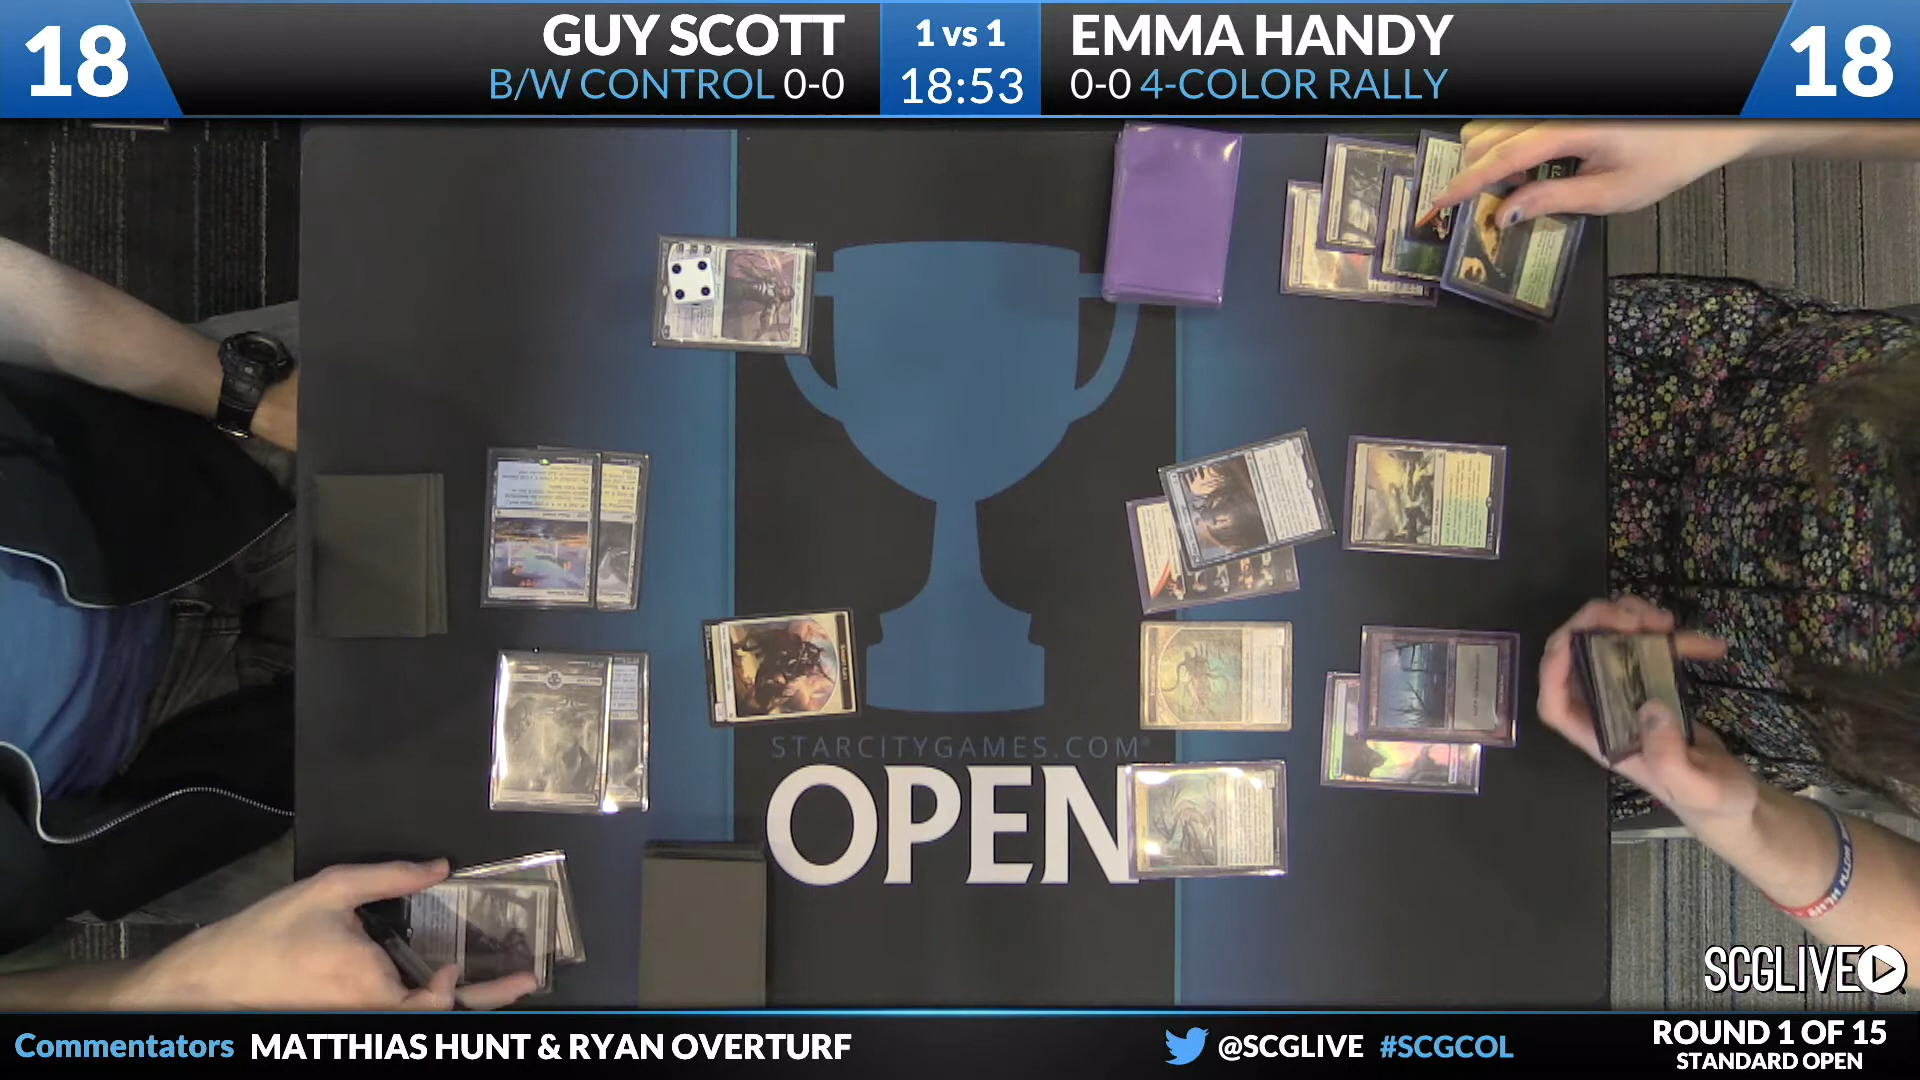 18
GUY SCOTT
B/W CONTROL 0-0
1 vs 1
18:53
EMMA HANDY
0-0 4-COLOR RALLY
18
STARCITYGAMES.COM
OPEN
SCGLIVE
Commentators MATTHIAS HUNT & RYAN OVERTURF
@SCGLIVE #SCGCOL
ROUND 1 OF 15
STANDARD OPEN